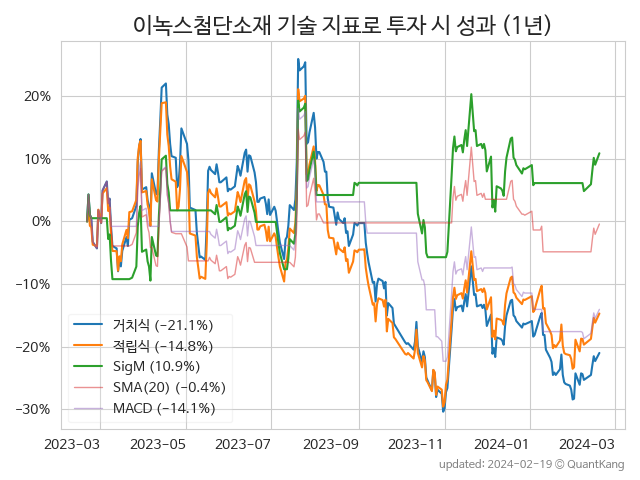 이녹스첨단소재 기술 지표로 투자 시 성과 (1년)
20%
10%
0%
−10%
−20%
−30%
거치식 (−21.1%)
적립식 (−14.8%)
SigM (10.9%)
SMA(20) (−0.4%)
MACD (−14.1%)
2023-03 2023-05 2023-07 2023-09 2023-11 2024-01 2024-03
updated: 2024-02-19 ⓒ QuantKang